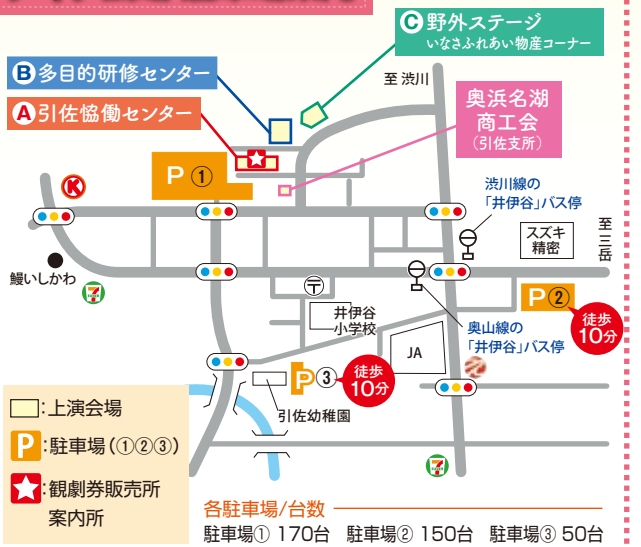 C 野外ステージ
いなさふれあい物産コーナー
B 多目的研修センター
至 渋川
A 引佐協働センター
奥浜名湖
商工会
（引佐支所）
P ①
K
渋川線の
「井伊谷」バス停
スズキ
精密
至三岳
鰻いしかわ
7
〒
井伊谷
小学校
P②
徒歩
10分
奥山線の
「井伊谷」バス停
JA
P③
徒歩
10分
引佐幼稚園
：上演会場
P：駐車場(①②③)
：観劇券販売所
案内所
7
各駐車場/台数
駐車場① 170台 駐車場② 150台 駐車場③ 50台